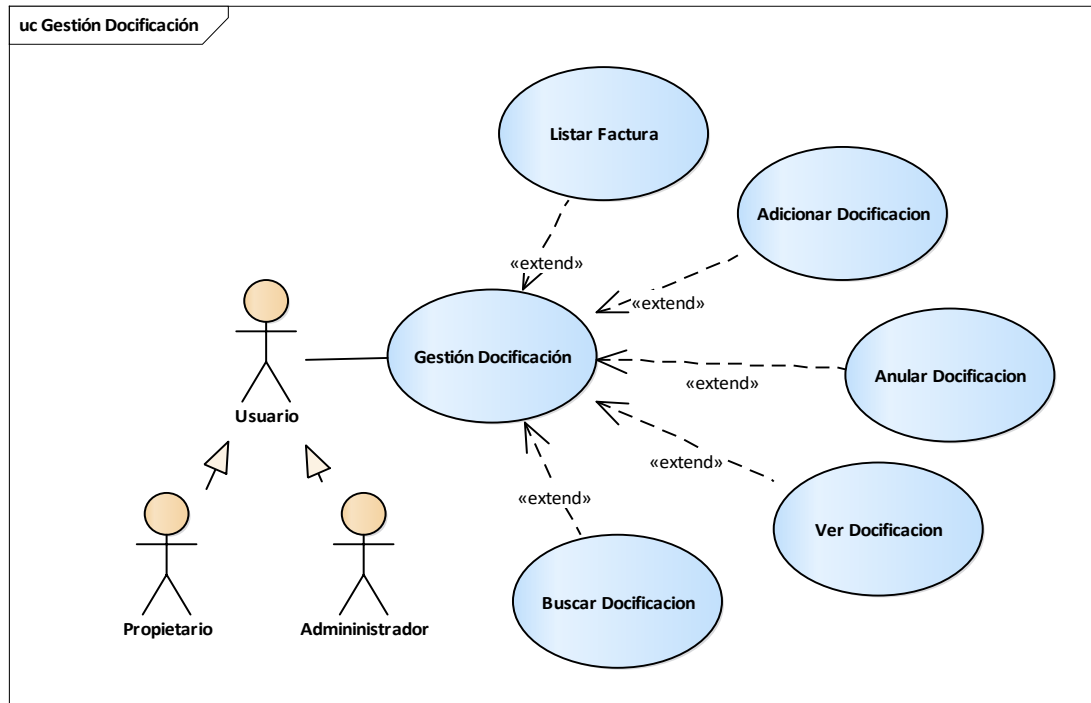 uc Gestión Docificación
Listar Factura
Adicionar Docificacion
«extend»
«extend»
Gestión Docificación
Anular Docificacion
«extend»
Usuario
«extend»
«extend»
Ver Docificacion
Buscar Docificacion
Propietario
Admininistrador